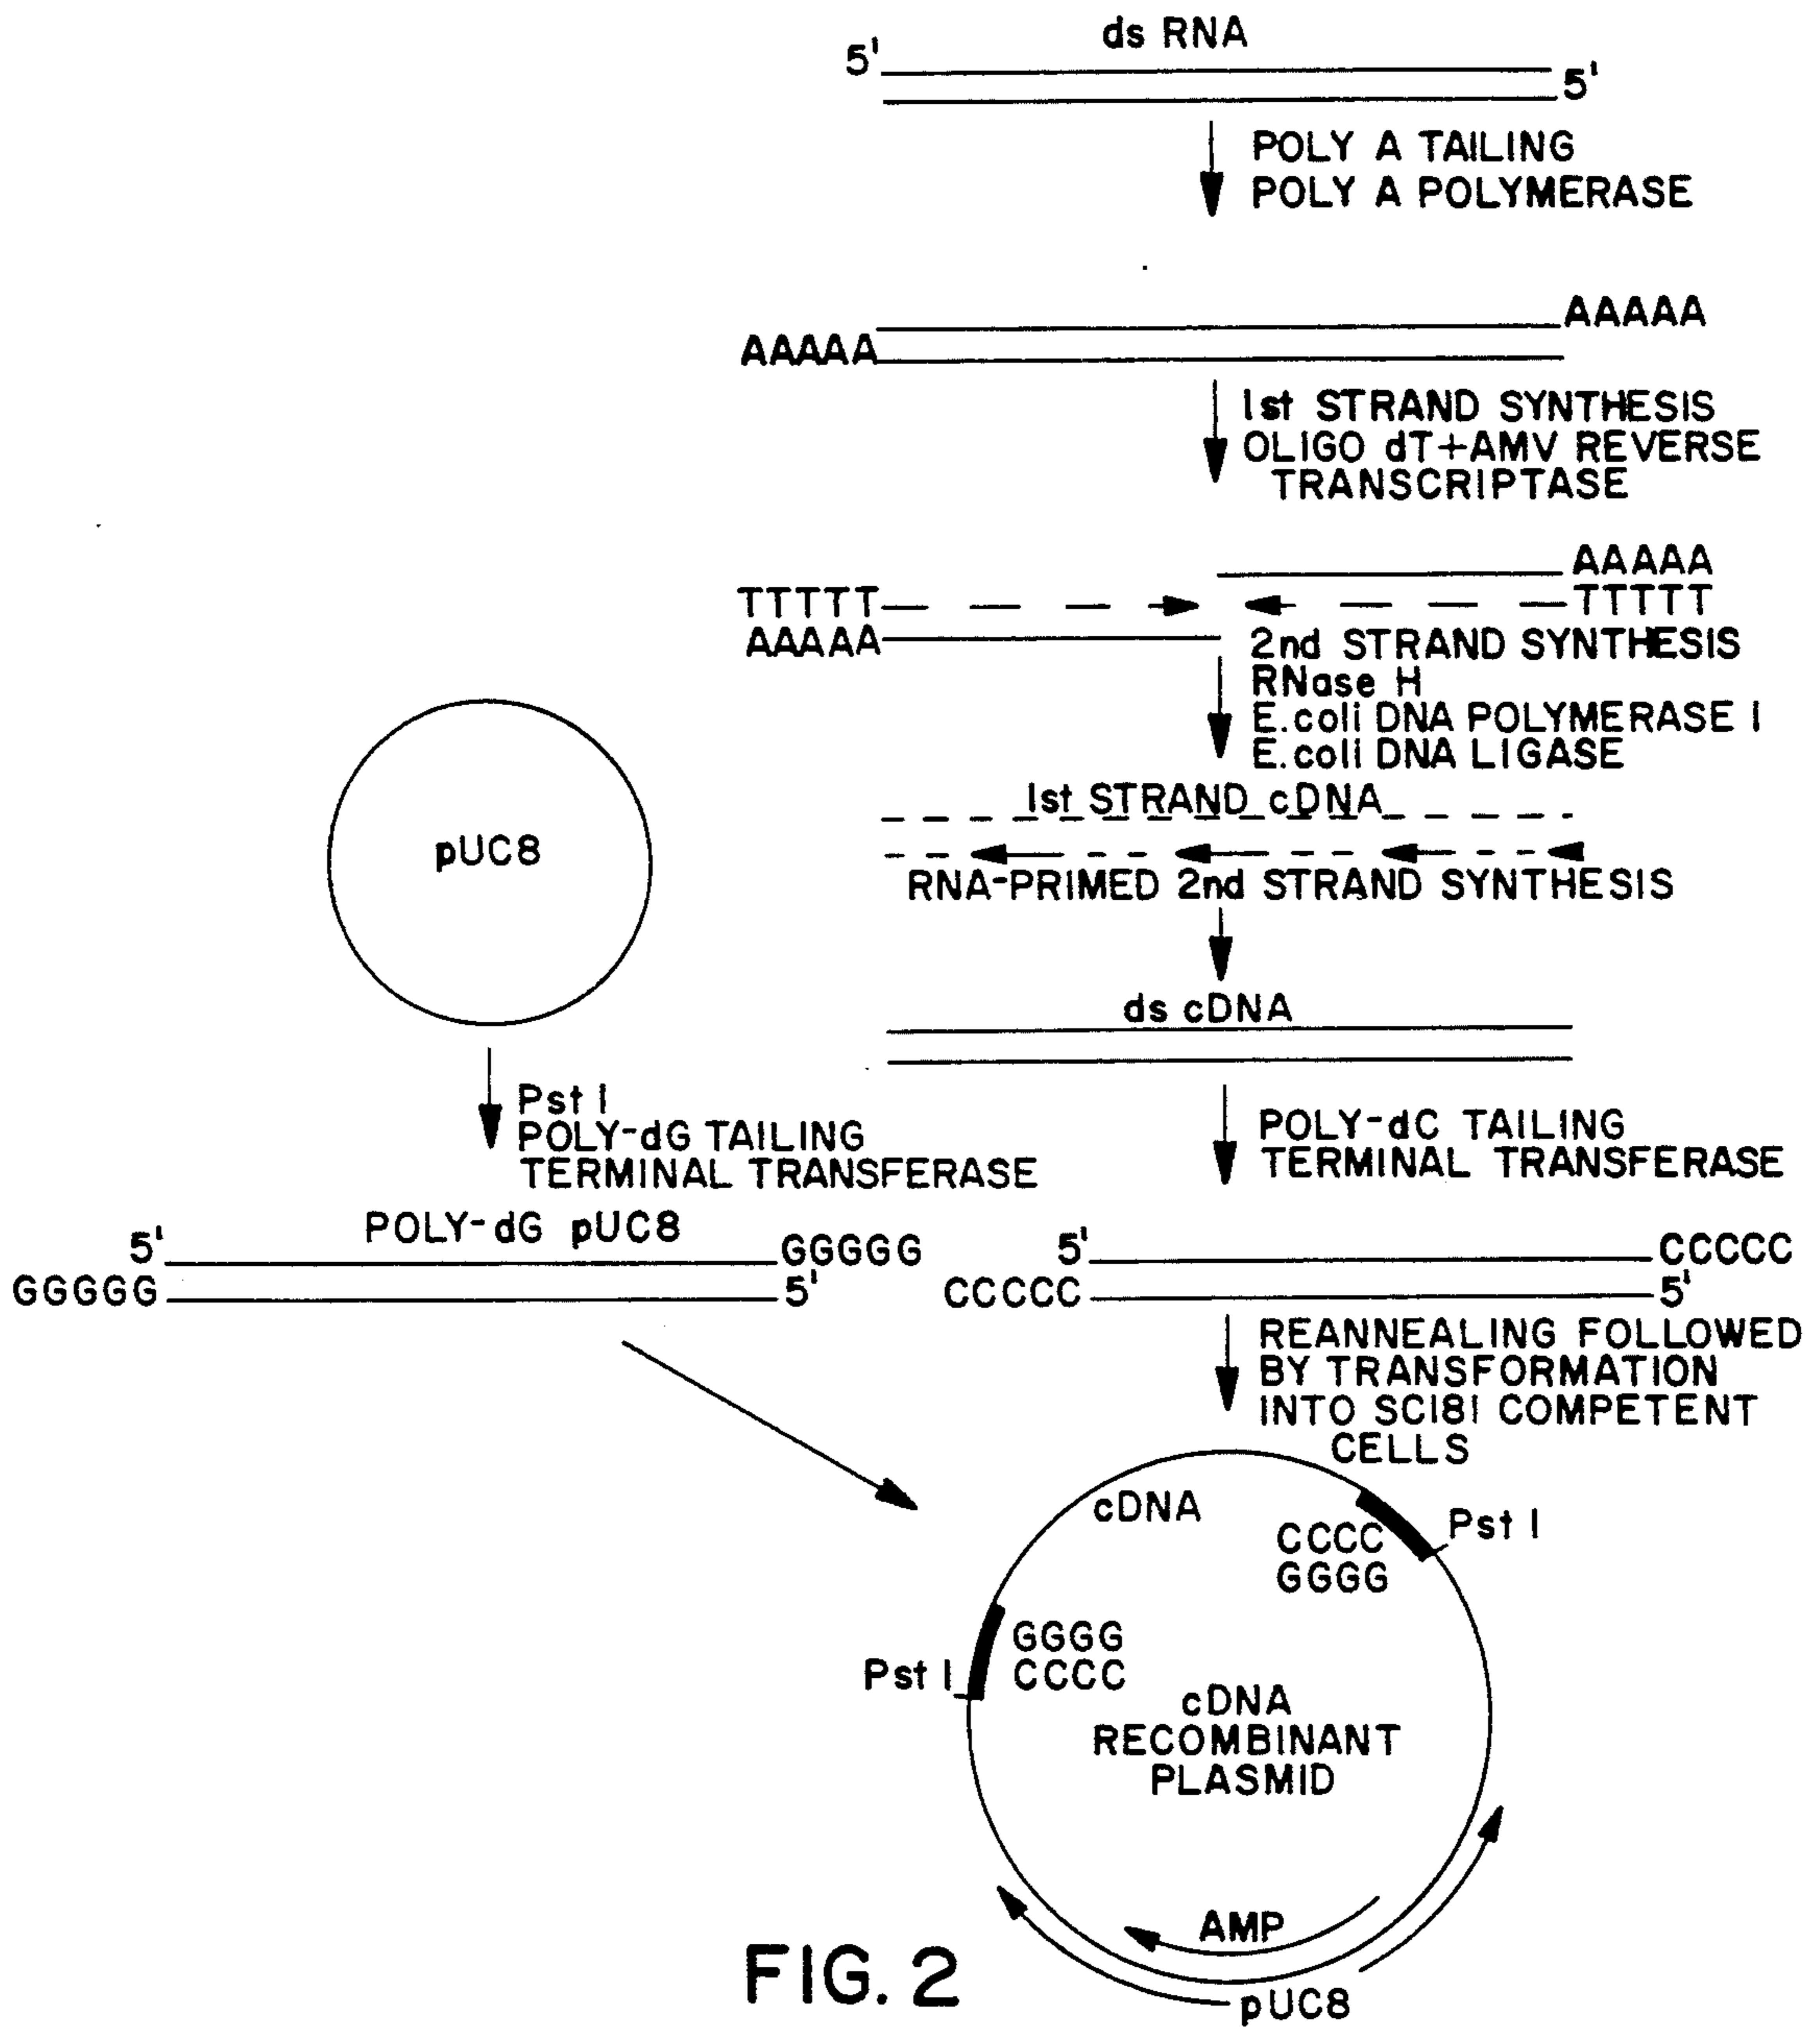 ds RNA
5'
5'
POLY A TAILING
POLY A POLYMERASE
AAAAA
AAAAA
1st STRAND SYNTHESIS
OLIGO dT+AMV REVERSE
TRANSCRIPTASE
AAAAA
TTTTT
TTTTT
AAAAA
2nd STRAND SYNTHESIS
RNase H
E.coli DNA POLYMERASE I
E.coli DNA LIGASE
1st STRAND cDNA
RNA-PRIMED 2nd STRAND SYNTHESIS
pUC8
ds cDNA
Pst I
POLY-dG TAILING
TERMINAL TRANSFERASE
POLY-dC TAILING
TERMINAL TRANSFERASE
POLY-dG pUC8
5'
GGGGG
GGGGG
5'
5'
CCCCC
CCCCC
5'
REANNEALING FOLLOWED
BY TRANSFORMATION
INTO SC181 COMPETENT
CELLS
cDNA
CCCC
GGGG
Pst I
GGGG
CCCC
Pst I
cDNA
RECOMBINANT
PLASMID
AMP
pUC8
FIG. 2